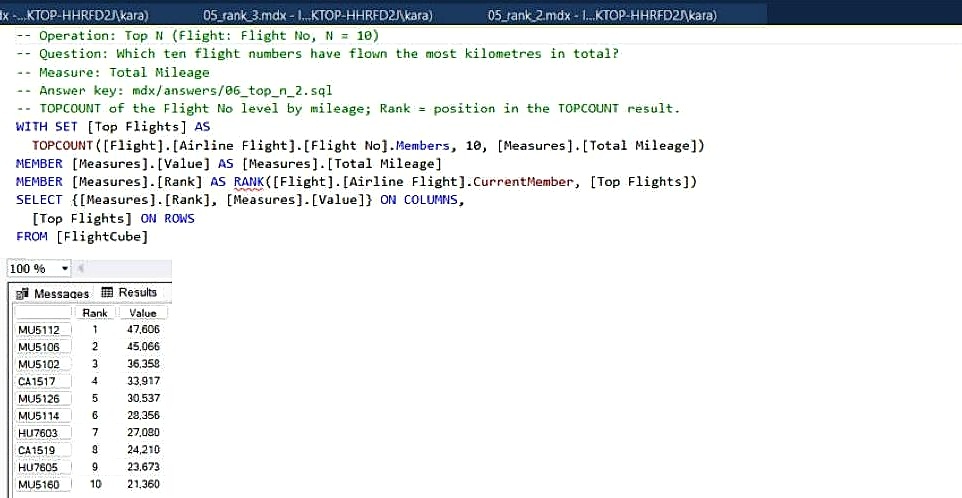 dx -...KTOP-HHRFD2J\kara) 05_rank_3.mdx - l...KTOP-HHRFD2J\kara) 05_rank_2.mdx - l...KTOP-HHRFD2J\kara)
-- Operation: Top N (Flight: Flight No, N = 10)
-- Question: Which ten flight numbers have flown the most kilometres in total?
-- Measure: Total Mileage
-- Answer key: mdx/answers/06_top_n_2.sql
-- TOPCOUNT of the Flight No level by mileage; Rank = position in the TOPCOUNT result.
WITH SET [Top Flights] AS
TOPCOUNT([Flight].[Airline Flight].[Flight No].Members, 10, [Measures].[Total Mileage])
MEMBER [Measures].[Value] AS [Measures].[Total Mileage]
MEMBER [Measures].[Rank] AS RANK([Flight].[Airline Flight].CurrentMember, [Top Flights])
SELECT {[Measures].[Rank], [Measures].[Value]} ON COLUMNS,
[Top Flights] ON ROWS
FROM [FlightCube]
100 %
Messages Results
Rank Value
MU5112 1 47,606
MU5106 2 45,066
MU5102 3 36,358
CA1517 4 33,917
MU5126 5 30,537
MU5114 6 28,356
HU7603 7 27,080
CA1519 8 24,210
HU7605 9 23,673
MU5160 10 21,360